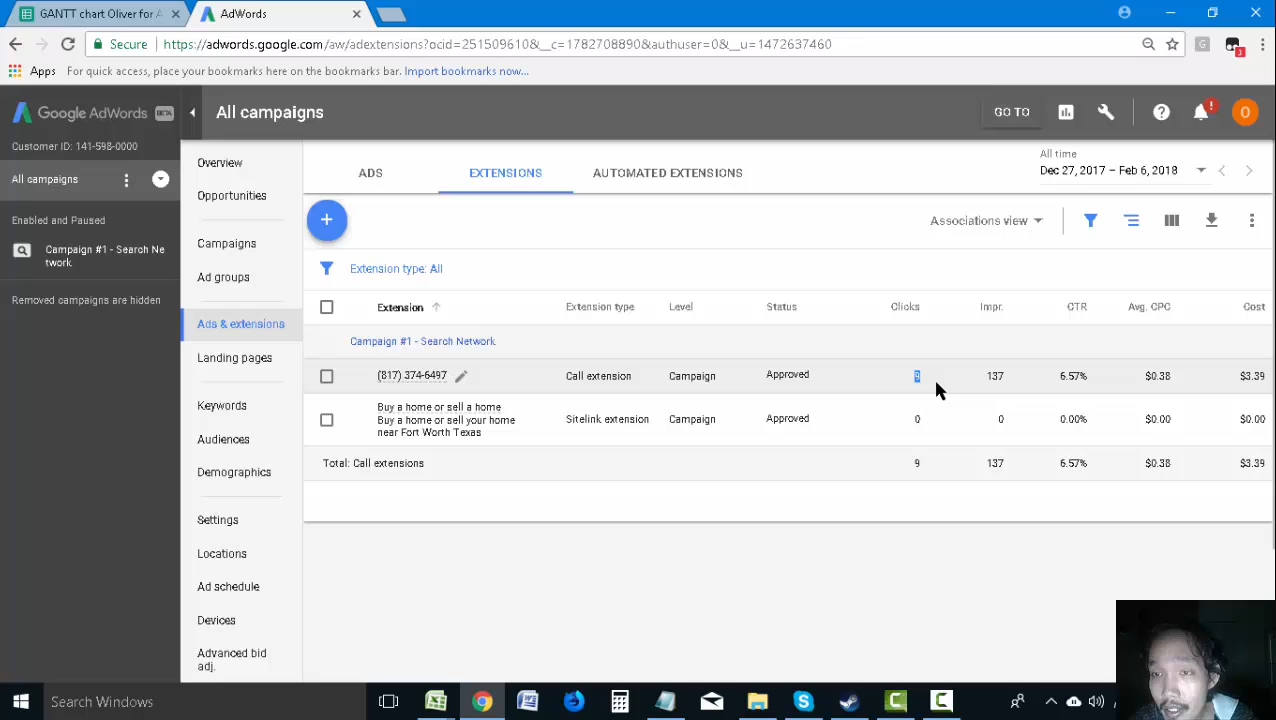 GANTT chart Oliver for A
AdWords
Secure
https://adwords.google.com/aw/adextensions?ocid=251509610&__c=1782708890&authuser=0&__u=1472637460
Apps
For quick access, place your bookmarks here on the bookmarks bar. Import bookmarks now...
Google AdWords BETA
All campaigns
GO TO
O
Customer ID: 141-598-0000
All campaigns
Enabled and Paused
Campaign #1 - Search Ne
twork
Removed campaigns are hidden
Overview
Opportunities
Campaigns
Ad groups
Ads & extensions
Landing pages
Keywords
Audiences
Demographics
Settings
Locations
Ad schedule
Devices
Advanced bid
adj.
ADS
EXTENSIONS
AUTOMATED EXTENSIONS
All time
Dec 27, 2017 – Feb 6, 2018
Associations view
Extension type: All
Extension Extension type Level Status Clicks Impr. CTR Avg. CPC Cost
Campaign #1 - Search Network
(817) 374-6497 Call extension Campaign Approved 9 137 6.57% $0.38 $3.39
Buy a home or sell a home
Buy a home or sell your home Sitelink extension Campaign Approved 0 0 0.00% $0.00 $0.00
near Fort Worth Texas
Total: Call extensions 9 137 6.57% $0.38 $3.39
Search Windows